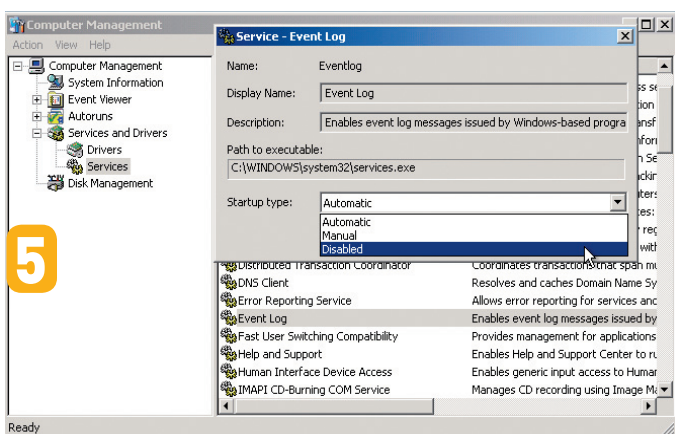 Computer Management
Action View Help
Computer Management
System Information
Event Viewer
Autoruns
Services and Drivers
Drivers
Services
Disk Management
5
Service - Event Log
Name: Eventlog
Display Name: Event Log
Description: Enables event log messages issued by Windows-based progra
Path to executable:
C:\WINDOWS\system32\services.exe
Startup type: Automatic
Automatic
Manual
Disabled
Distributed Transaction Coordinator Coordinates transactions that span mu
DNS Client Resolves and caches Domain Name Sy
Error Reporting Service Allows error reporting for services and
Event Log Enables event log messages issued by
Fast User Switching Compatibility Provides management for applications
Help and Support Enables Help and Support Center to ru
Human Interface Device Access Enables generic input access to Human
IMAPI CD-Burning COM Service Manages CD recording using Image Ma
Ready